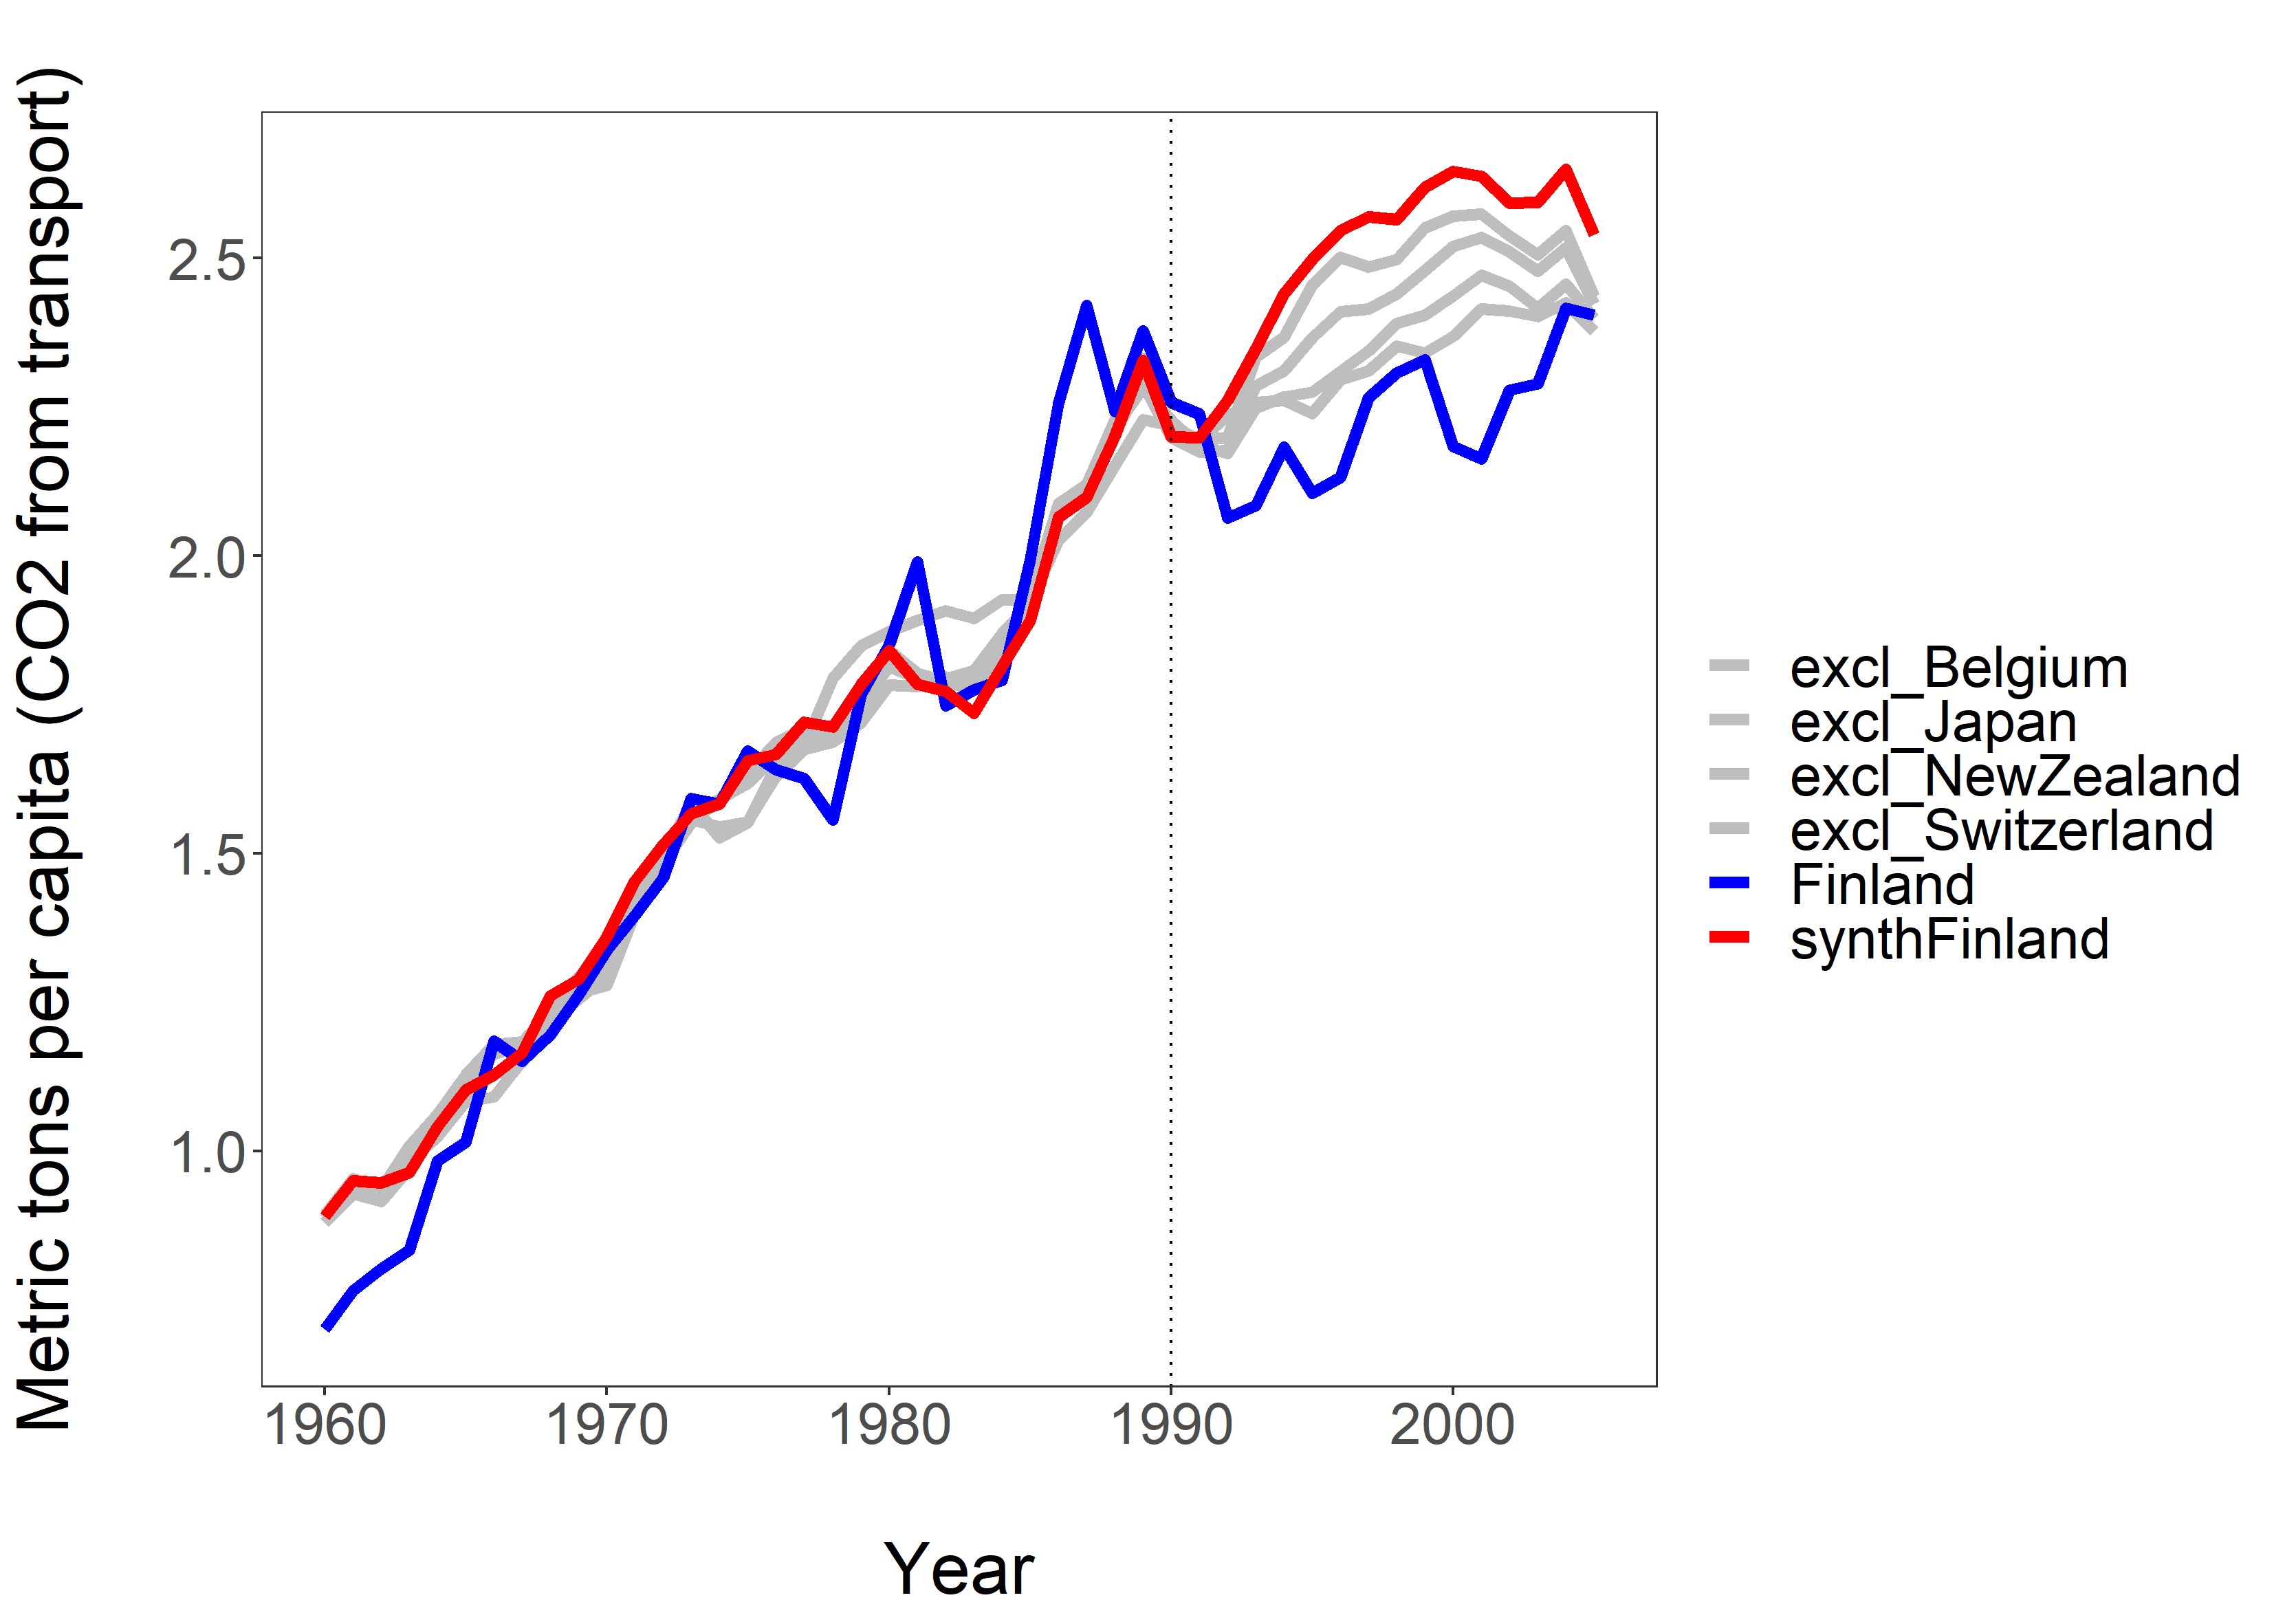 Metric tons per capita (CO2 from transport)
2.5
2.0
1.5
1.0
1960 1970 1980 1990 2000
Year
excl_Belgium
excl_Japan
excl_NewZealand
excl_Switzerland
Finland
synthFinland